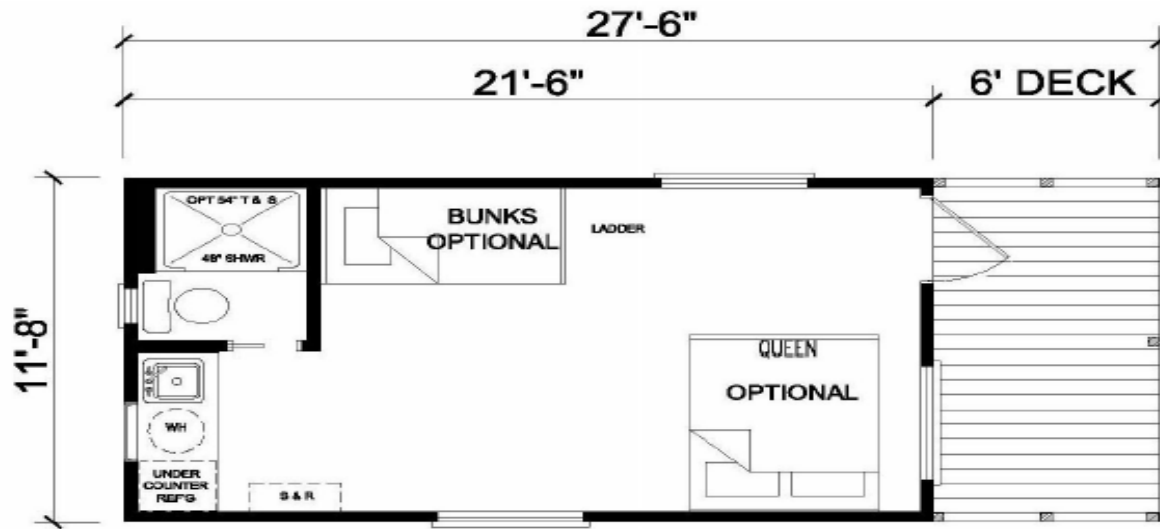 27'-6"
21'-6"
6' DECK
11'-8"
OPT 54" T & S
48" SHWR
BUNKS
OPTIONAL
LADDER
QUEEN
OPTIONAL
WH
UNDER
COUNTER
REFG
S & R